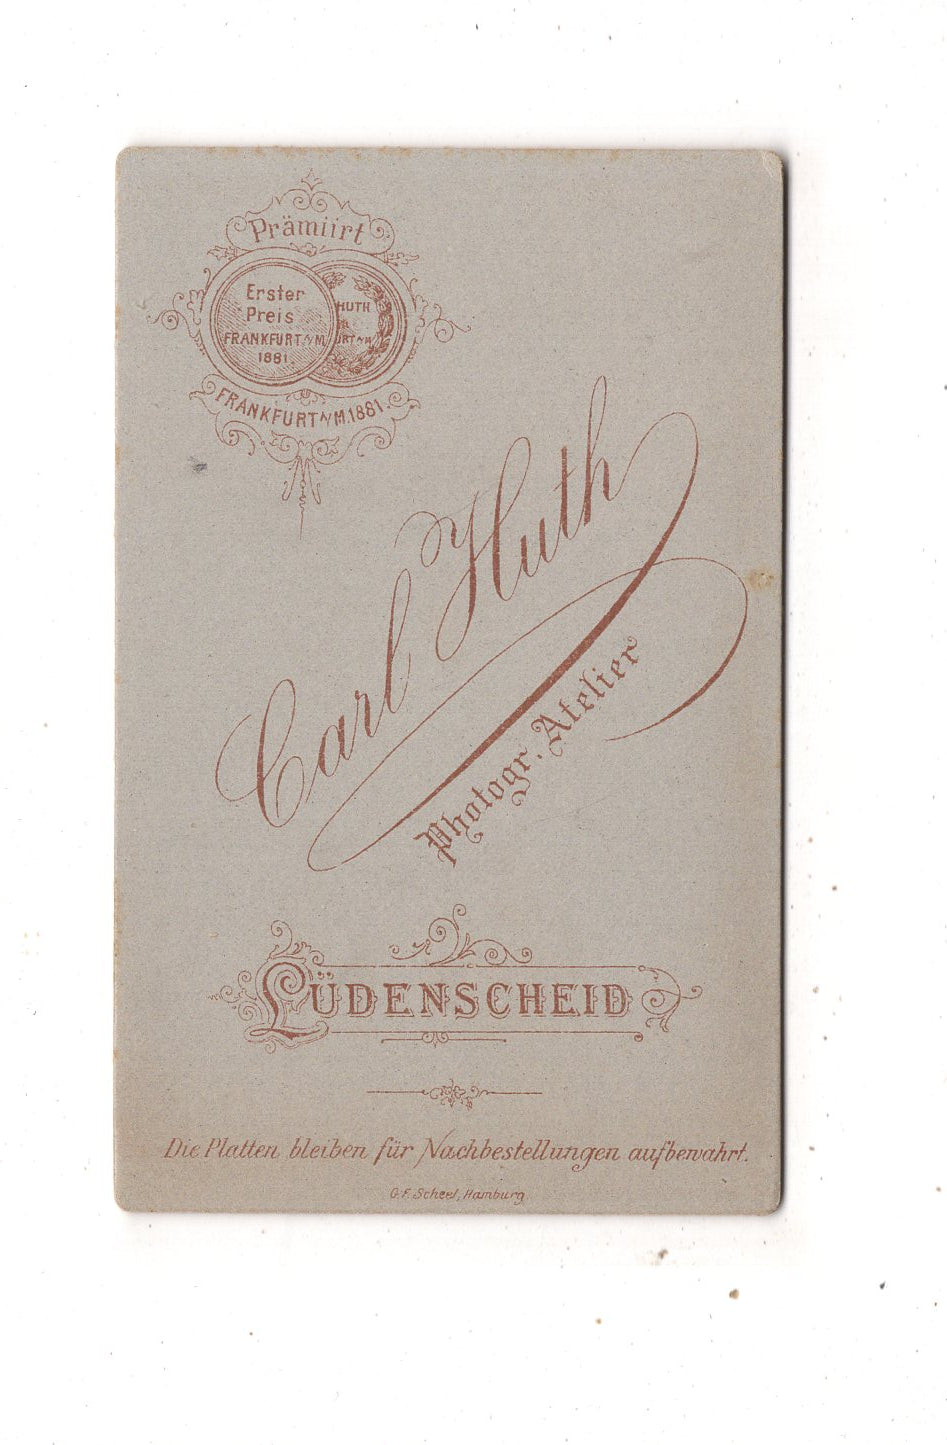 Prämiirt
Erster
Preis
FRANKFURT A/M.
1881
HUTH
FRANKFURT A/M. 1881.
Carl Huth
Photogr. Atelier
LÜDENSCHEID
Die Platten bleiben für Nachbestellungen aufbewahrt.
G.F. Scheel, Hamburg